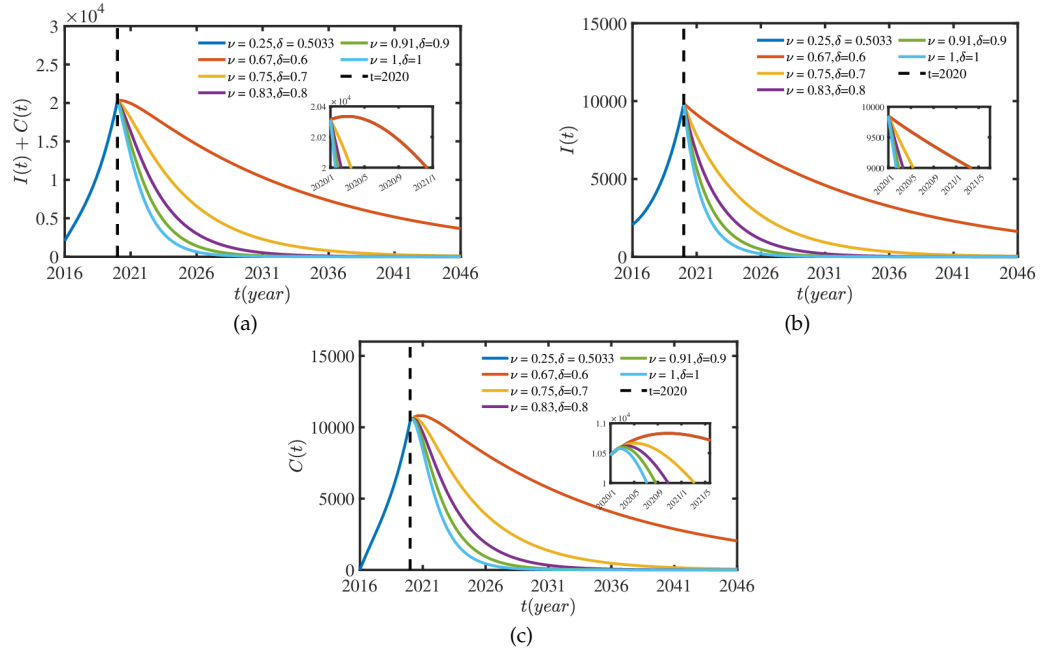 3 ×10⁴
2.5
2
1.5
1
0.5
0
I(t) + C(t)
ν = 0.25,δ = 0.5033
ν = 0.67,δ=0.6
ν = 0.75,δ=0.7
ν = 0.83,δ=0.8
ν = 0.91,δ=0.9
ν = 1,δ=1
t=2020
2.04 ×10⁴
2.02
2
2020/1 2020/5 2020/9 2021/1
2016 2021 2026 2031 2036 2041 2046
t(year)
(a)
15000
10000
5000
0
I(t)
ν = 0.25,δ = 0.5033
ν = 0.67,δ=0.6
ν = 0.75,δ=0.7
ν = 0.83,δ=0.8
ν = 0.91,δ=0.9
ν = 1,δ=1
t=2020
10000
9500
9000
2020/1 2020/5 2020/9 2021/1 2021/5
2016 2021 2026 2031 2036 2041 2046
t(year)
(b)
15000
10000
5000
0
C(t)
ν = 0.25,δ = 0.5033
ν = 0.67,δ=0.6
ν = 0.75,δ=0.7
ν = 0.83,δ=0.8
ν = 0.91,δ=0.9
ν = 1,δ=1
t=2020
1.1 ×10⁴
1.05
1
2020/1 2020/5 2020/9 2021/1 2021/5
2016 2021 2026 2031 2036 2041 2046
t(year)
(c)